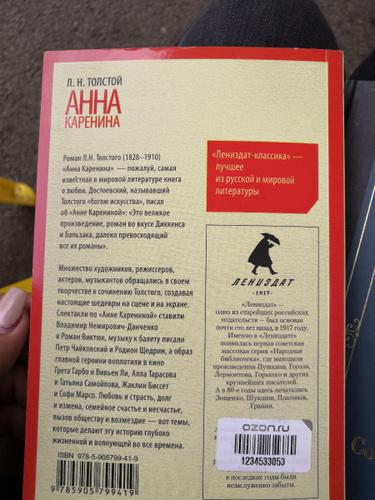 Л. Н. ТОЛСТОЙ
АННА
КАРЕНИНА
Роман Л.Н. Толстого (1828–1910)
«Анна Каренина» — пожалуй, самая
известная в мировой литературе книга
о любви. Достоевский, называвший
Толстого «богом искусства», писал
об «Анне Карениной»: «Это великое
произведение, роман во вкусе Диккенса
и Бальзака, далеко превосходящий
все их романы».
Множество художников, режиссеров,
актеров, музыкантов обращались в своем
творчестве к сочинению Толстого, создавая
настоящие шедевры на сцене и на экране.
Спектакли по «Анне Карениной» ставили
Владимир Немирович-Данченко
и Роман Виктюк, музыку к балету писали
Петр Чайковский и Родион Щедрин, а образ
главной героини воплотили в кино
Грета Гарбо и Вивьен Ли, Алла Тарасова
и Татьяна Самойлова, Жаклин Биссет
и Софи Марсо. Любовь и страсть, долг
и измена, семейное счастье и несчастье,
вызов обществу и возмездие — вот темы,
которые делают эту историю глубоко
жизненной и волнующей во все времена.
ISBN 978-5-905799-41-9
9 785905 799419
«Лениздат-классика» —
лучшее
из русской и мировой
литературы
ЛЕНИЗДАТ
-1917-
«Лениздат» —
одно из старейших российских
издательств — был основан
почти сто лет назад, в 1917 году.
Именно в «Лениздате»
появилась первая советская
массовая серия «Народная
библиотека», где выходили
произведения Пушкина, Гоголя,
Лермонтова, Горького и других
крупнейших писателей.
А в 80-е годы здесь печатались
Зощенко, Шукшин, Платонов,
Гранин.
ozon.ru
1234533053
в последние годы были
незаслуженно забыты.